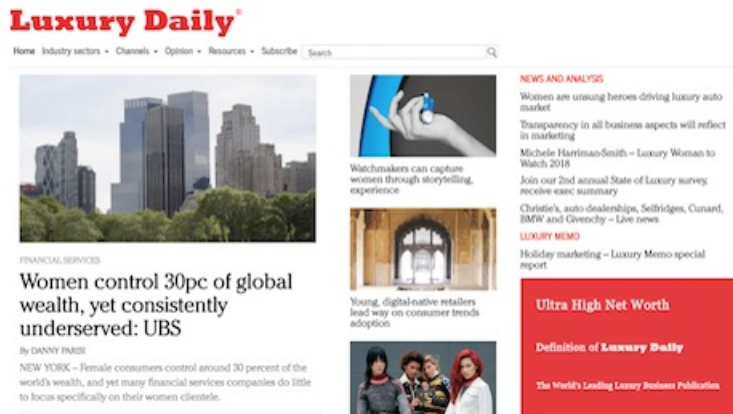 Luxury Daily®
Home Industry sectors Channels Opinion Resources Subscribe Search
FINANCIAL SERVICES
Women control 30pc of global
wealth, yet consistently
underserved: UBS
By DANNY PARISI
NEW YORK – Female consumers control around 30 percent of the
world's wealth, and yet many financial services companies do little
to focus specifically on their women clientele.
Watchmakers can capture
women through storytelling,
experience
Young, digital-native retailers
lead way on consumer trends
adoption
NEWS AND ANALYSIS
Women are unsung heroes driving luxury auto
market
Transparency in all business aspects will reflect
in marketing
Michele Harriman-Smith – Luxury Woman to
Watch 2018
Join our 2nd annual State of Luxury survey,
receive exec summary
Christie's, auto dealerships, Selfridges, Cunard,
BMW and Givenchy – Live news
LUXURY MEMO
Holiday marketing – Luxury Memo special
report
Ultra High Net Worth
Definition of Luxury Daily
The World's Leading Luxury Business Publication